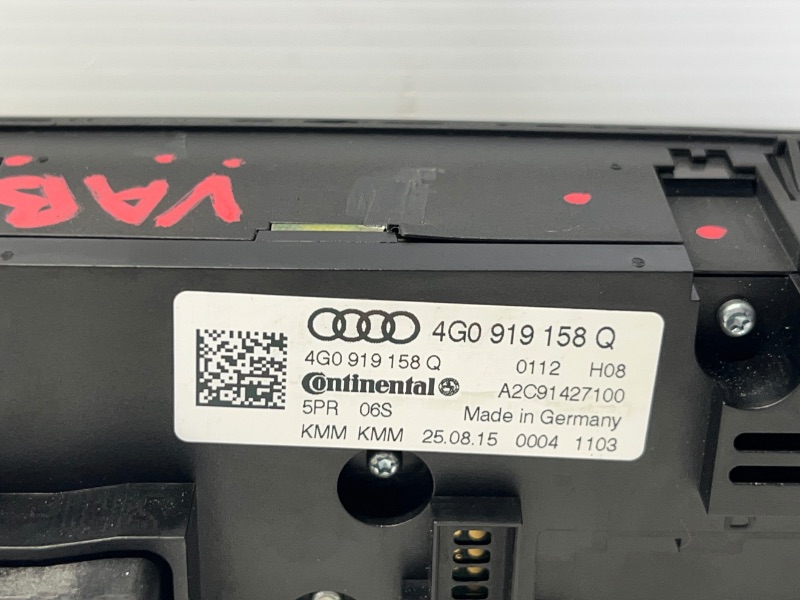 VAB
4G0 919 158 Q
4G0 919 158 Q 0112 H08
Continental A2C91427100
5PR 06S Made in Germany
KMM KMM 25.08.15 0004 1103